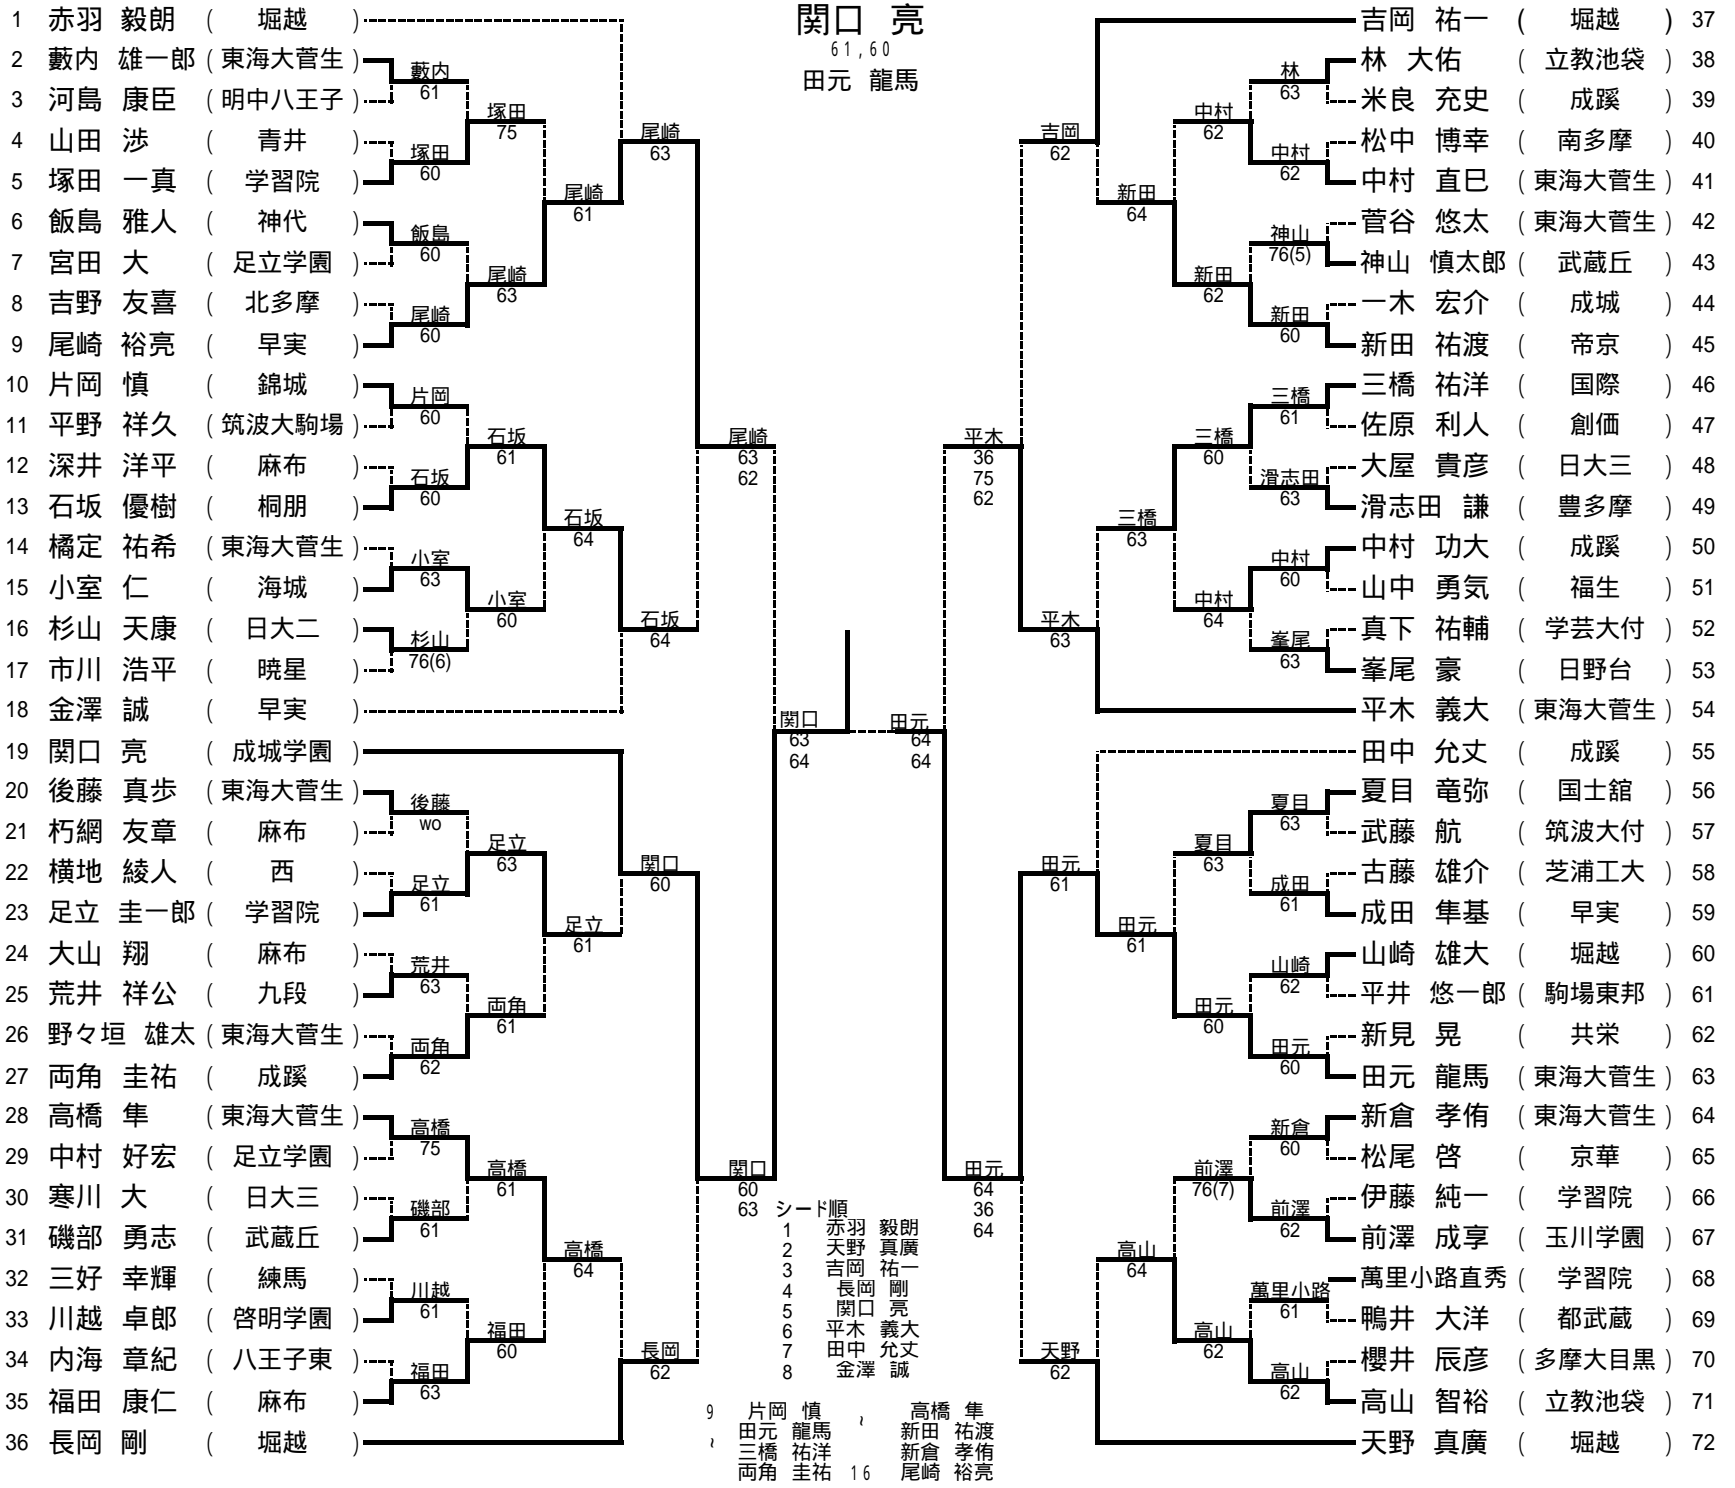 関口 亮
61,60
田元 龍馬
1 赤羽 毅朗 ( 堀越 )
2 藪内 雄一郎 ( 東海大菅生 )
3 河島 康臣 ( 明中八王子 )
4 山田 渉 ( 青井 )
5 塚田 一真 ( 学習院 )
6 飯島 雅人 ( 神代 )
7 宮田 大 ( 足立学園 )
8 吉野 友喜 ( 北多摩 )
9 尾崎 裕亮 ( 早実 )
10 片岡 慎 ( 錦城 )
11 平野 祥久 ( 筑波大駒場 )
12 深井 洋平 ( 麻布 )
13 石坂 優樹 ( 桐朋 )
14 橘定 祐希 ( 東海大菅生 )
15 小室 仁 ( 海城 )
16 杉山 天康 ( 日大二 )
17 市川 浩平 ( 暁星 )
18 金澤 誠 ( 早実 )
19 関口 亮 ( 成城学園 )
20 後藤 真歩 ( 東海大菅生 )
21 朽網 友章 ( 麻布 )
22 横地 綾人 ( 西 )
23 足立 圭一郎 ( 学習院 )
24 大山 翔 ( 麻布 )
25 荒井 祥公 ( 九段 )
26 野々垣 雄太 ( 東海大菅生 )
27 両角 圭祐 ( 成蹊 )
28 高橋 隼 ( 東海大菅生 )
29 中村 好宏 ( 足立学園 )
30 寒川 大 ( 日大三 )
31 磯部 勇志 ( 武蔵丘 )
32 三好 幸輝 ( 練馬 )
33 川越 卓郎 ( 啓明学園 )
34 内海 章紀 ( 八王子東 )
35 福田 康仁 ( 麻布 )
36 長岡 剛 ( 堀越 )
藪内
61
塚田
60
飯島
60
尾崎
60
片岡
60
石坂
60
小室
63
杉山
76(6)
後藤
wo
足立
61
荒井
63
両角
62
高橋
75
磯部
61
川越
61
福田
63
塚田
75
尾崎
63
石坂
61
小室
60
足立
63
両角
61
高橋
61
福田
60
尾崎
61
石坂
64
足立
61
高橋
64
尾崎
63
石坂
64
関口
60
長岡
62
尾崎
63
62
関口
60
63
関口
63
64
田元
64
64
平木
36
75
62
田元
64
36
64
吉岡
62
平木
63
田元
61
天野
62
新田
64
三橋
63
田元
61
高山
64
中村
62
新田
62
三橋
60
中村
64
夏目
63
田元
60
前澤
76(7)
高山
62
林
63
中村
62
神山
76(5)
新田
60
三橋
61
滑志田
63
中村
60
峯尾
63
夏目
63
成田
61
山崎
62
田元
60
新倉
60
前澤
62
萬里小路
61
高山
62
吉岡 祐一 ( 堀越 ) 37
林 大佑 ( 立教池袋 ) 38
米良 充史 ( 成蹊 ) 39
松中 博幸 ( 南多摩 ) 40
中村 直巳 ( 東海大菅生 ) 41
菅谷 悠太 ( 東海大菅生 ) 42
神山 慎太郎 ( 武蔵丘 ) 43
一木 宏介 ( 成城 ) 44
新田 祐渡 ( 帝京 ) 45
三橋 祐洋 ( 国際 ) 46
佐原 利人 ( 創価 ) 47
大屋 貴彦 ( 日大三 ) 48
滑志田 謙 ( 豊多摩 ) 49
中村 功大 ( 成蹊 ) 50
山中 勇気 ( 福生 ) 51
真下 祐輔 ( 学芸大付 ) 52
峯尾 豪 ( 日野台 ) 53
平木 義大 ( 東海大菅生 ) 54
田中 允丈 ( 成蹊 ) 55
夏目 竜弥 ( 国士舘 ) 56
武藤 航 ( 筑波大付 ) 57
古藤 雄介 ( 芝浦工大 ) 58
成田 隼基 ( 早実 ) 59
山崎 雄大 ( 堀越 ) 60
平井 悠一郎 ( 駒場東邦 ) 61
新見 晃 ( 共栄 ) 62
田元 龍馬 ( 東海大菅生 ) 63
新倉 孝侑 ( 東海大菅生 ) 64
松尾 啓 ( 京華 ) 65
伊藤 純一 ( 学習院 ) 66
前澤 成享 ( 玉川学園 ) 67
萬里小路直秀 ( 学習院 ) 68
鴨井 大洋 ( 都武蔵 ) 69
櫻井 辰彦 ( 多摩大目黒 ) 70
高山 智裕 ( 立教池袋 ) 71
天野 真廣 ( 堀越 ) 72
シード順
1 赤羽 毅朗
2 天野 真廣
3 吉岡 祐一
4 長岡 剛
5 関口 亮
6 平木 義大
7 田中 允丈
8 金澤 誠
9 片岡 慎 ~ 高橋 隼
田元 龍馬 新田 祐渡
~ 三橋 祐洋 新倉 孝侑
両角 圭祐 16 尾崎 裕亮